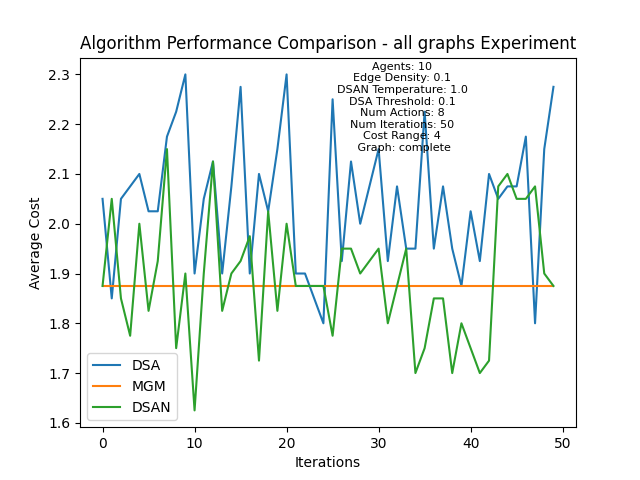 Algorithm Performance Comparison - all graphs Experiment
Agents: 10
Edge Density: 0.1
DSAN Temperature: 1.0
DSA Threshold: 0.1
Num Actions: 8
Num Iterations: 50
Cost Range: 4
Graph: complete
2.3
2.2
2.1
2.0
1.9
1.8
1.7
1.6
Average Cost
DSA
MGM
DSAN
0
10
20
30
40
50
Iterations